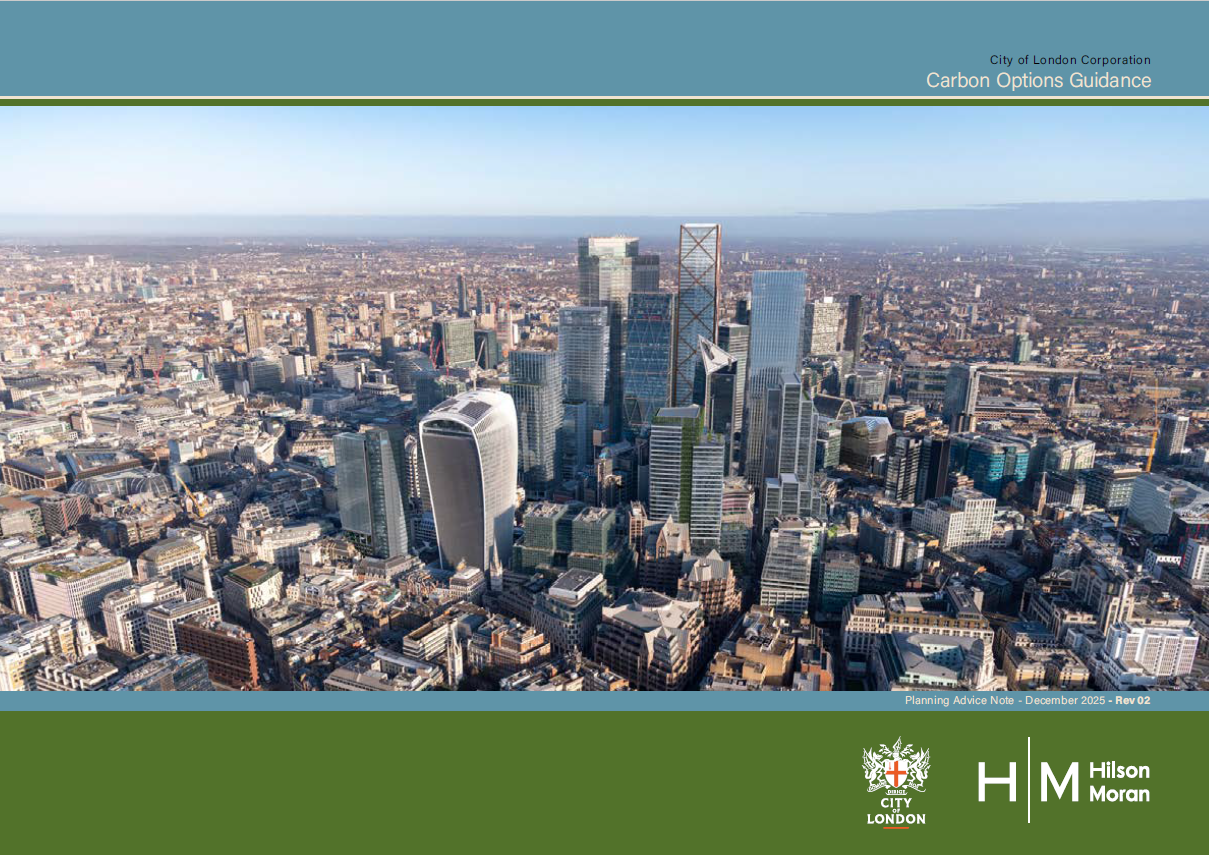 City of London Corporation
Carbon Options Guidance
Planning Advice Note - December 2025 - Rev 02
DIRIGE
CITY
OF
LONDON
H M
Hilson
Moran